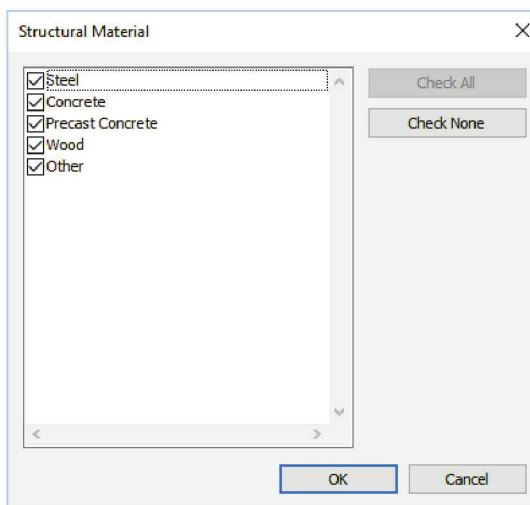 Structural Material
Steel
Concrete
Precast Concrete
Wood
Other
Check All
Check None
OK
Cancel